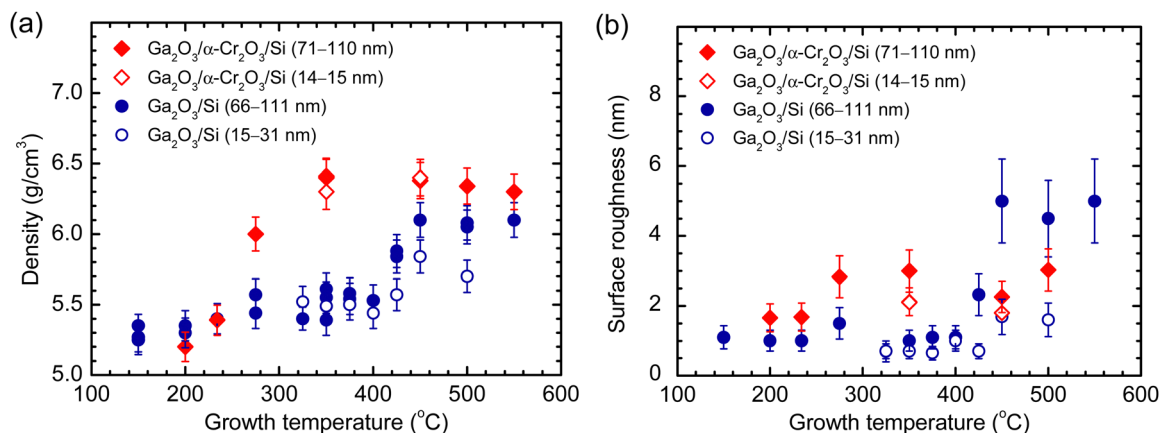 (a)
Ga₂O₃/α-Cr₂O₃/Si (71–110 nm)
Ga₂O₃/α-Cr₂O₃/Si (14–15 nm)
Ga₂O₃/Si (66–111 nm)
Ga₂O₃/Si (15–31 nm)
7.0
6.5
6.0
5.5
5.0
Density (g/cm³)
100 200 300 400 500 600
Growth temperature (°C)
(b)
Ga₂O₃/α-Cr₂O₃/Si (71–110 nm)
Ga₂O₃/α-Cr₂O₃/Si (14–15 nm)
Ga₂O₃/Si (66–111 nm)
Ga₂O₃/Si (15–31 nm)
8
6
4
2
0
Surface roughness (nm)
100 200 300 400 500 600
Growth temperature (°C)